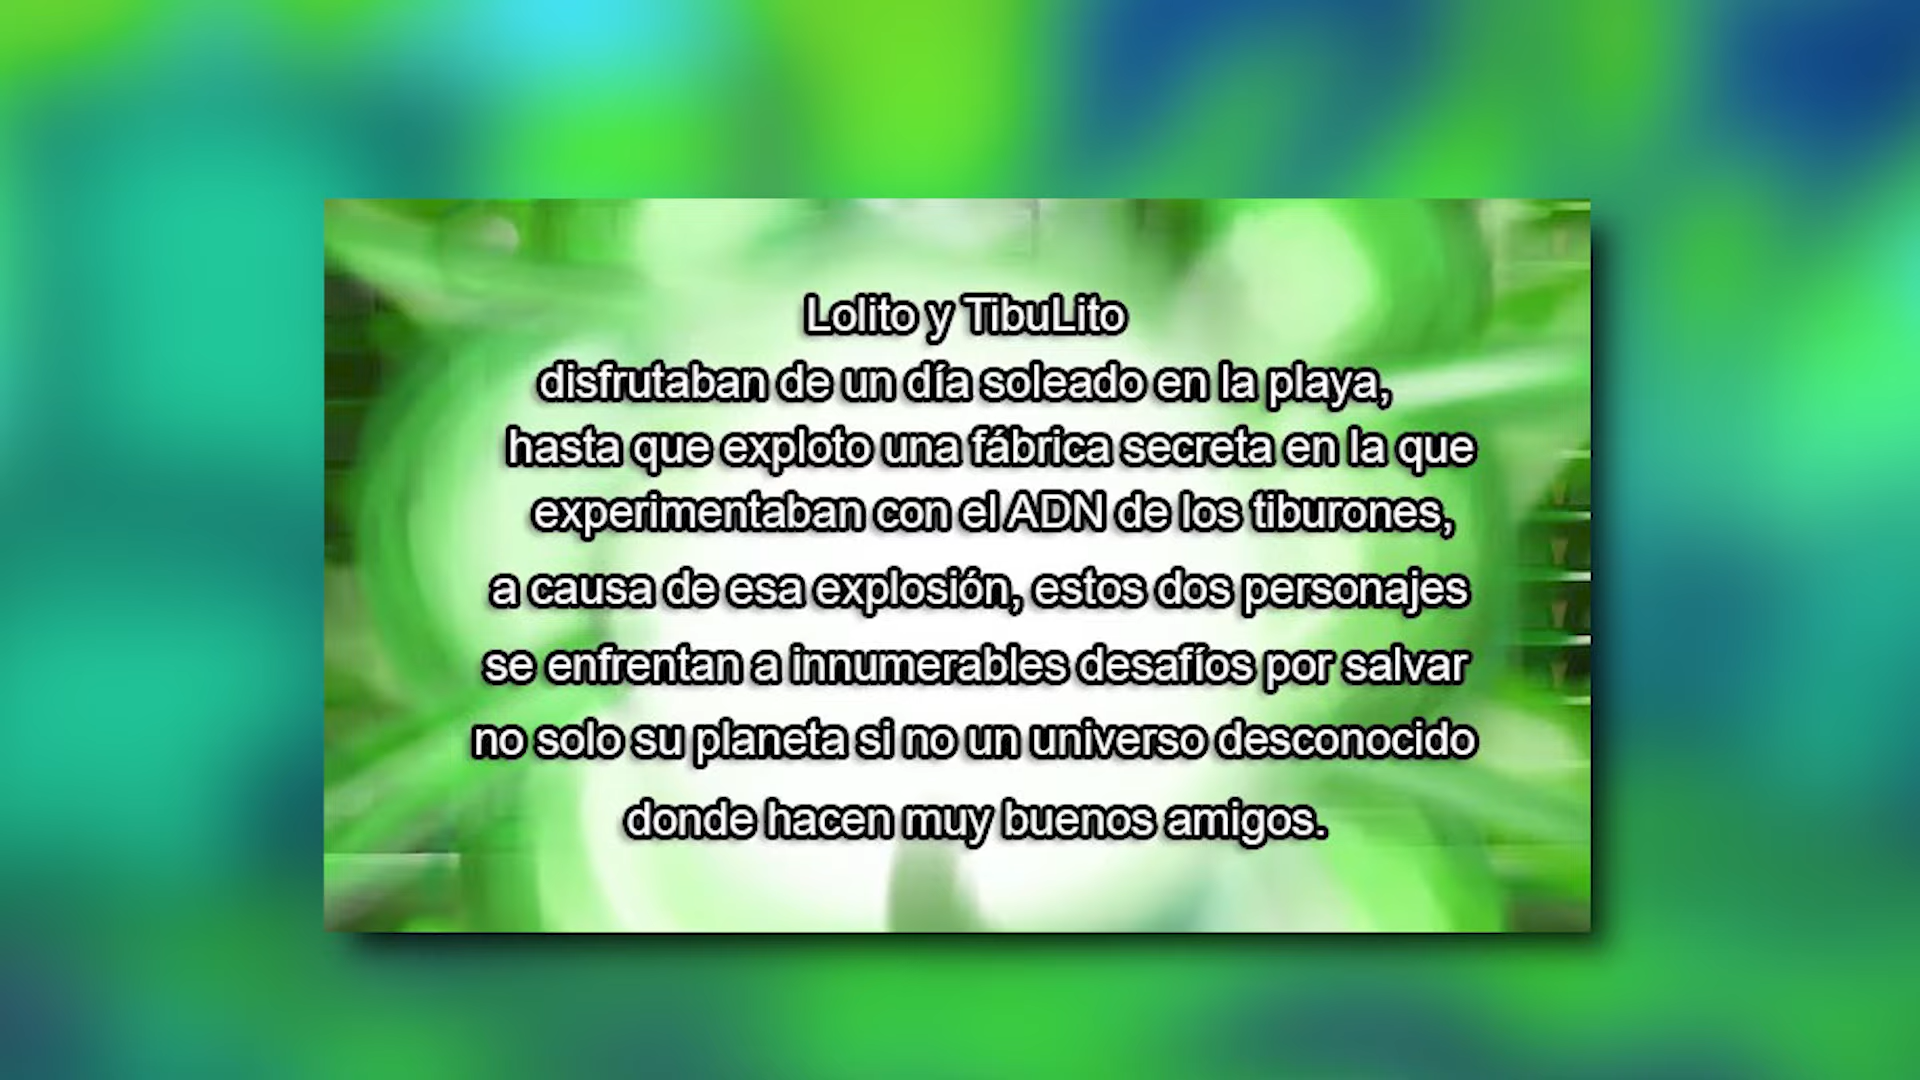 Lolito y TibuLito
disfrutaban de un día soleado en la playa,
hasta que exploto una fábrica secreta en la que
experimentaban con el ADN de los tiburones,
a causa de esa explosión, estos dos personajes
se enfrentan a innumerables desafíos por salvar
no solo su planeta si no un universo desconocido
donde hacen muy buenos amigos.